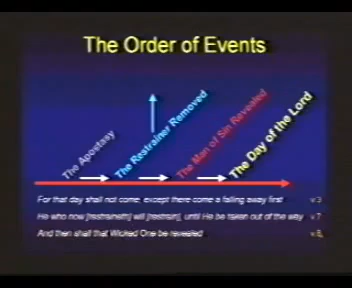 The Order of Events
The Apostasy
The Restrainer Removed
The Man of Sin Revealed
The Day of the Lord
For that day shall not come, except there come a falling away first v.3
He who now [restraineth] will [restrain], until He be taken out of the way v.7
And then shall that Wicked One be revealed v.8